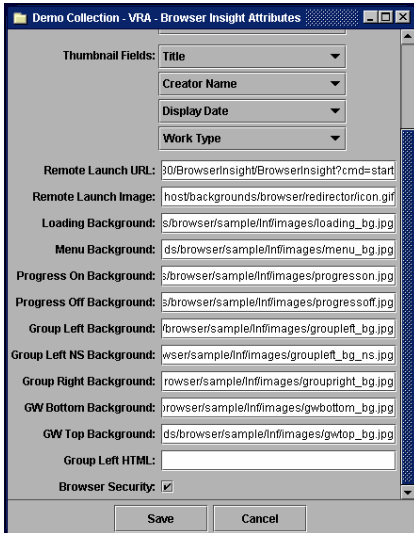 Demo Collection - VRA - Browser Insight Attributes
Thumbnail Fields: Title
Creator Name
Display Date
Work Type
Remote Launch URL: 30/BrowserInsight/BrowserInsight?cmd=start
Remote Launch Image: host/backgrounds/browser/redirector/icon.gif
Loading Background: s/browser/sample/Inf/images/loading_bg.jpg
Menu Background: ds/browser/sample/Inf/images/menu_bg.jpg
Progress On Background: s/browser/sample/Inf/images/progresson.jpg
Progress Off Background: s/browser/sample/Inf/images/progressoff.jpg
Group Left Background: /browser/sample/Inf/images/groupleft_bg.jpg
Group Left NS Background: wser/sample/Inf/images/groupleft_bg_ns.jpg
Group Right Background: rowser/sample/Inf/images/groupright_bg.jpg
GW Bottom Background: browser/sample/Inf/images/gwbottom_bg.jpg
GW Top Background: ds/browser/sample/Inf/images/gwtop_bg.jpg
Group Left HTML:
Browser Security:
Save Cancel